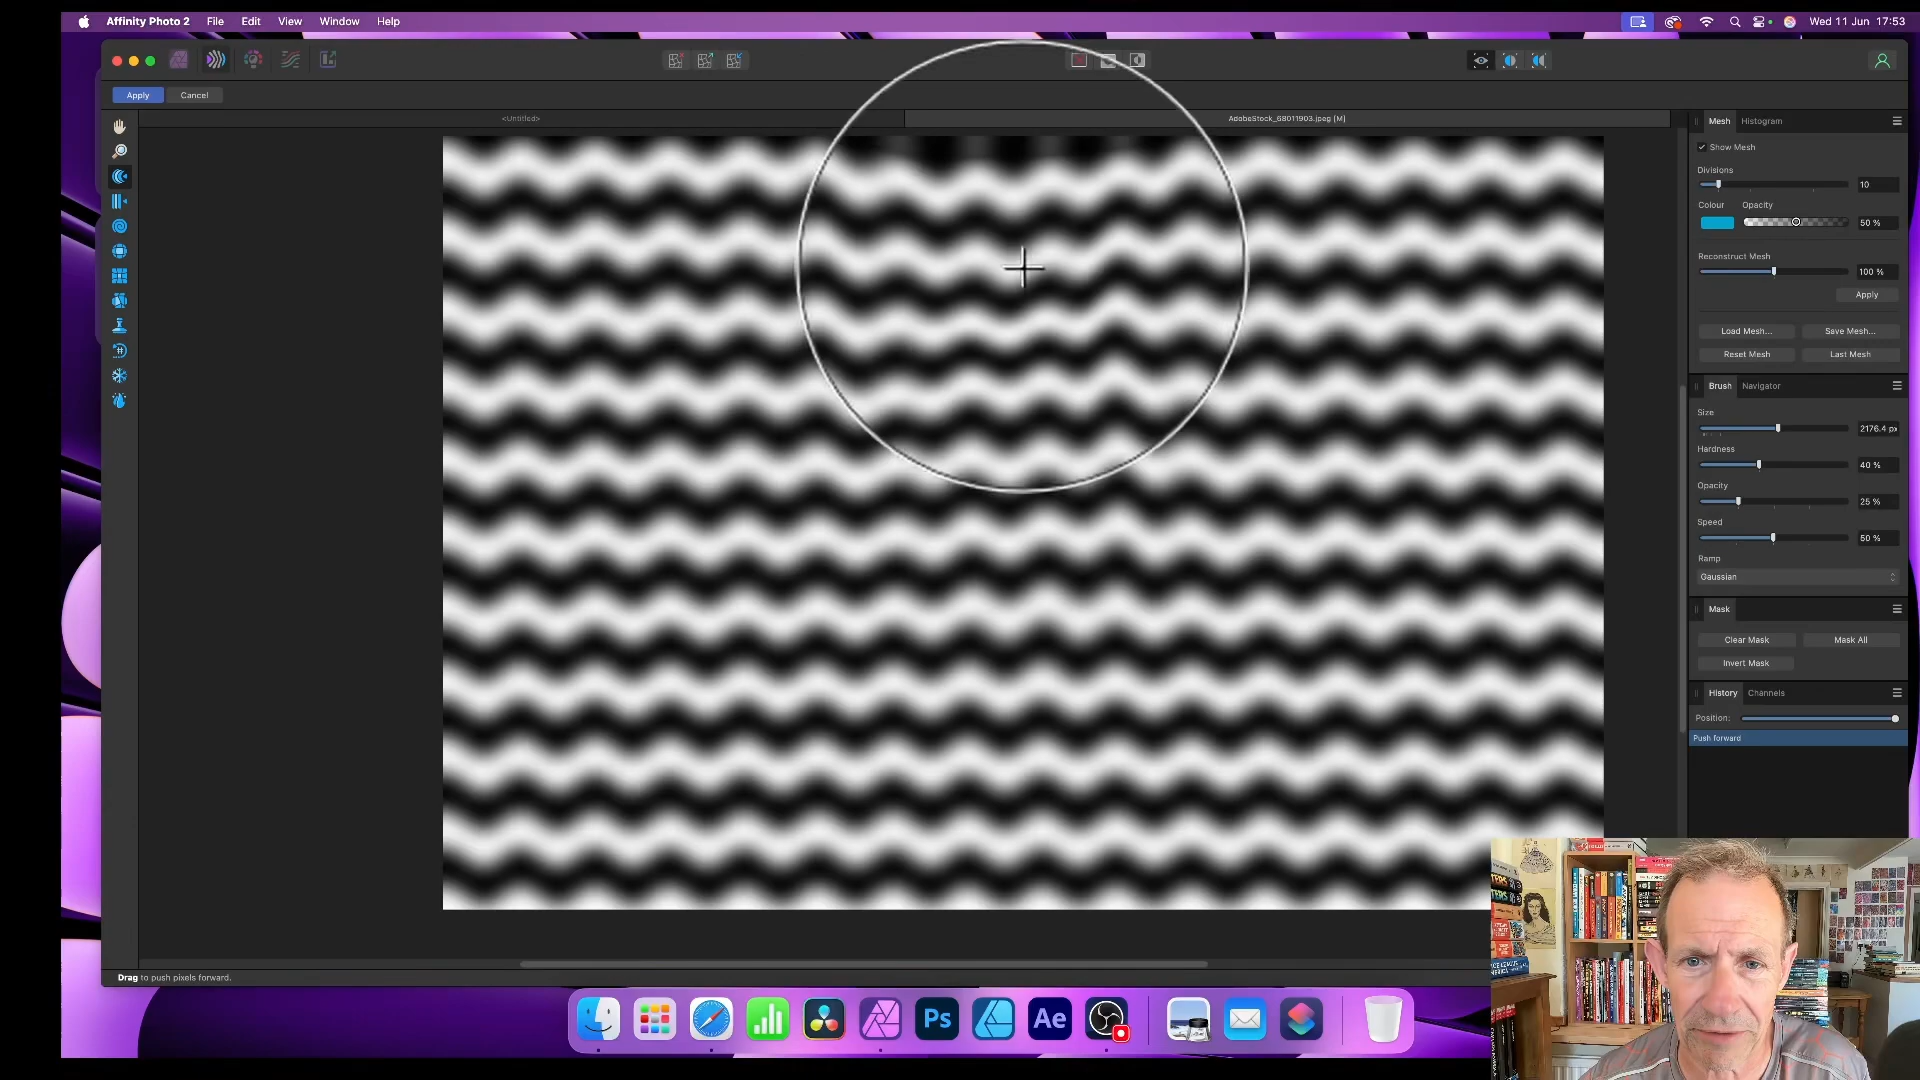 Affinity Photo 2 File Edit View Window Help Wed 11 Jun 17:53
Apply Cancel
<Untitled> AdobeStock_68011903.jpeg [M]
Mesh Histogram
Show Mesh
Divisions
10
Colour Opacity
50 %
Reconstruct Mesh
100 %
Apply
Load Mesh... Save Mesh...
Reset Mesh Last Mesh
Brush Navigator
Size
2176.4 px
Hardness
40 %
Opacity
25 %
Speed
50 %
Ramp
Gaussian
Mask
Clear Mask Mask All
Invert Mask
History Channels
Position:
Push forward
Drag to push pixels forward.
Ps Ae